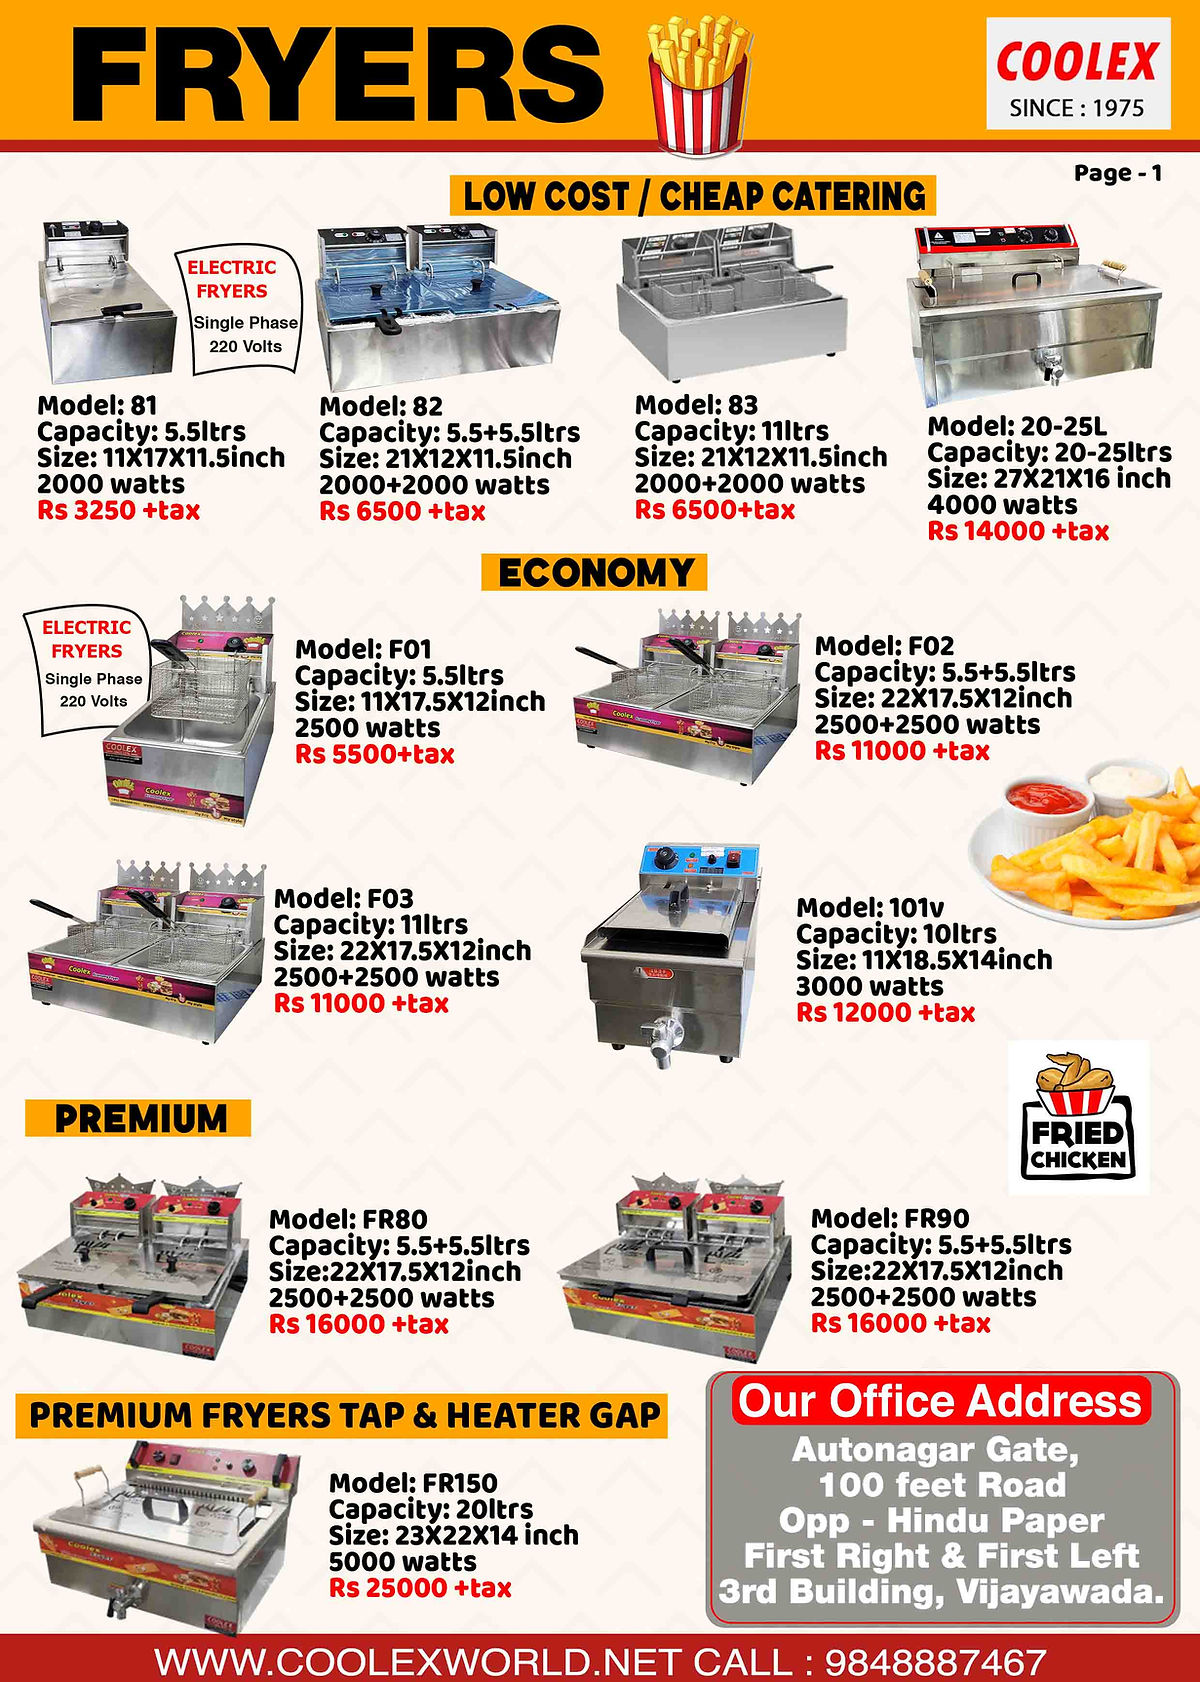 FRYERS
COOLEX
SINCE : 1975
Page - 1
LOW COST / CHEAP CATERING
ELECTRIC
FRYERS
Single Phase
220 Volts
Model: 81
Capacity: 5.5ltrs
Size: 11X17X11.5inch
2000 watts
Rs 3250 +tax
Model: 82
Capacity: 5.5+5.5ltrs
Size: 21X12X11.5inch
2000+2000 watts
Rs 6500 +tax
Model: 83
Capacity: 11ltrs
Size: 21X12X11.5inch
2000+2000 watts
Rs 6500+tax
Model: 20-25L
Capacity: 20-25ltrs
Size: 27X21X16 inch
4000 watts
Rs 14000 +tax
ECONOMY
ELECTRIC
FRYERS
Single Phase
220 Volts
COOLEX
Coolex
Model: F01
Capacity: 5.5ltrs
Size: 11X17.5X12inch
2500 watts
Rs 5500+tax
Coolex
Model: F02
Capacity: 5.5+5.5ltrs
Size: 22X17.5X12inch
2500+2500 watts
Rs 11000 +tax
Coolex
Model: F03
Capacity: 11ltrs
Size: 22X17.5X12inch
2500+2500 watts
Rs 11000 +tax
Model: 101v
Capacity: 10ltrs
Size: 11X18.5X14inch
3000 watts
Rs 12000 +tax
FRIED
CHICKEN
PREMIUM
Model: FR80
Capacity: 5.5+5.5ltrs
Size:22X17.5X12inch
2500+2500 watts
Rs 16000 +tax
COOLEX
Model: FR90
Capacity: 5.5+5.5ltrs
Size:22X17.5X12inch
2500+2500 watts
Rs 16000 +tax
COOLEX
PREMIUM FRYERS TAP & HEATER GAP
Model: FR150
Capacity: 20ltrs
Size: 23X22X14 inch
5000 watts
Rs 25000 +tax
COOLEX
Our Office Address
Autonagar Gate,
100 feet Road
Opp - Hindu Paper
First Right & First Left
3rd Building, Vijayawada.
WWW.COOLEXWORLD.NET CALL : 9848887467